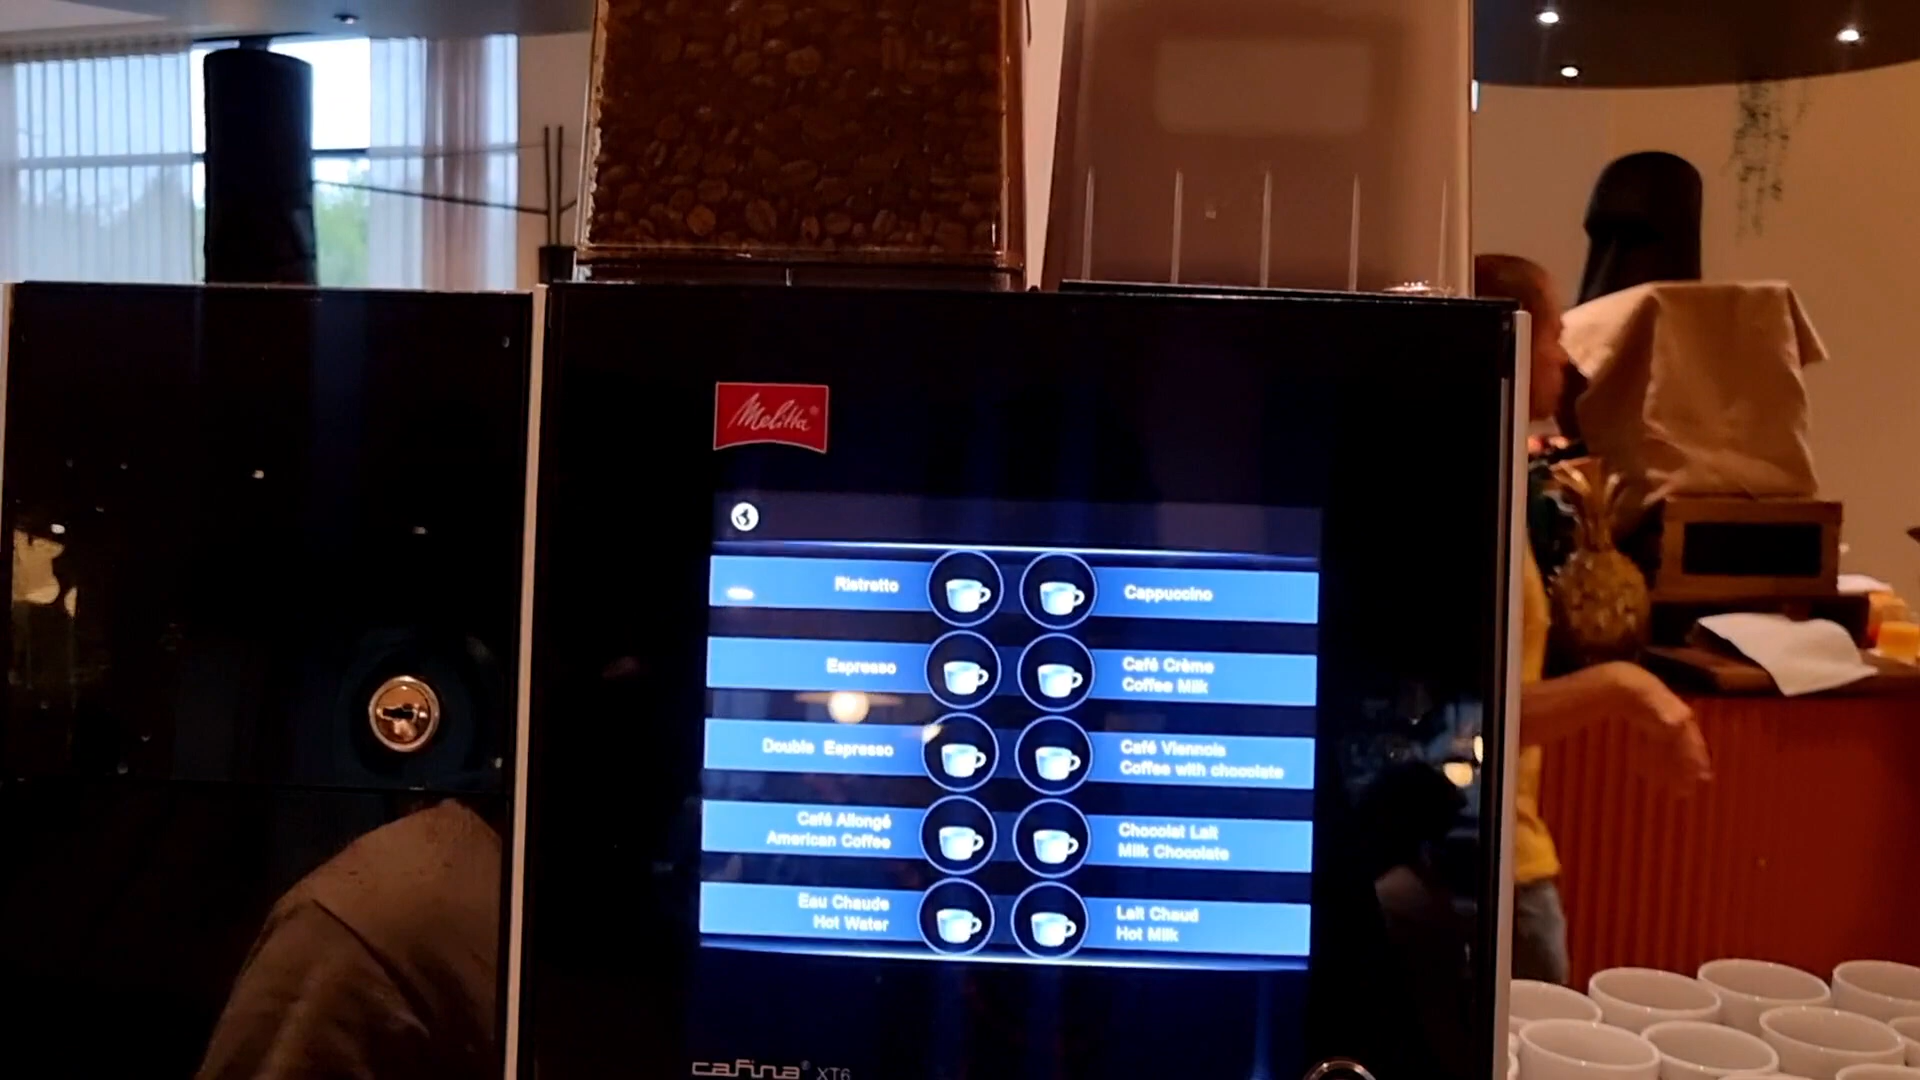 Melitta®
Ristretto
Cappuccino
Espresso
Café Crème
Coffee Milk
Double Espresso
Café Viennois
Coffee with chocolate
Café Allongé
American Coffee
Chocolat Lait
Milk Chocolate
Eau Chaude
Hot Water
Lait Chaud
Hot Milk
cafina® XT6